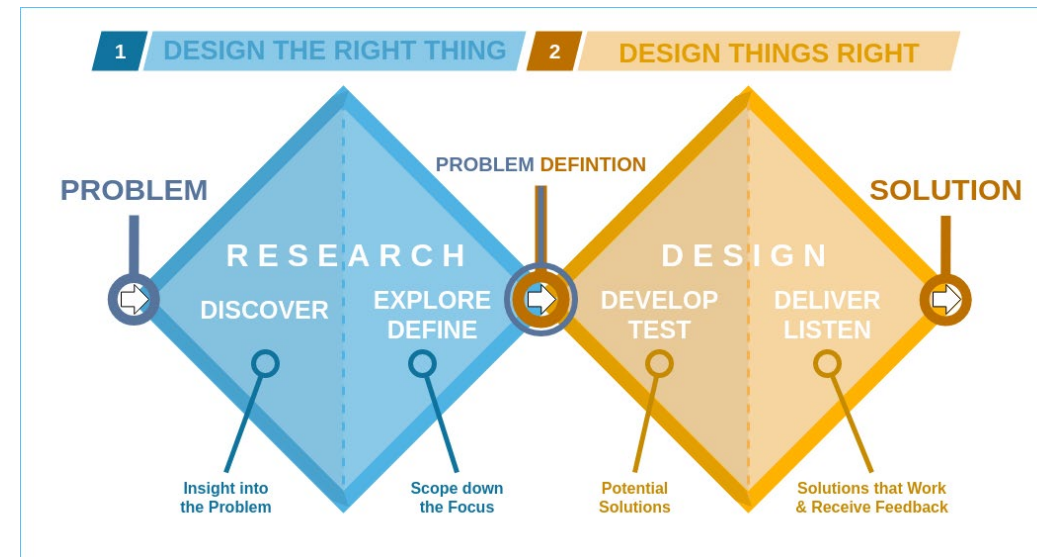 1 DESIGN THE RIGHT THING 2 DESIGN THINGS RIGHT
PROBLEM DEFINTION
PROBLEM
SOLUTION
RESEARCH
DESIGN
DISCOVER
EXPLORE
DEFINE
DEVELOP
TEST
DELIVER
LISTEN
Insight into
the Problem
Scope down
the Focus
Potential
Solutions
Solutions that Work
& Receive Feedback